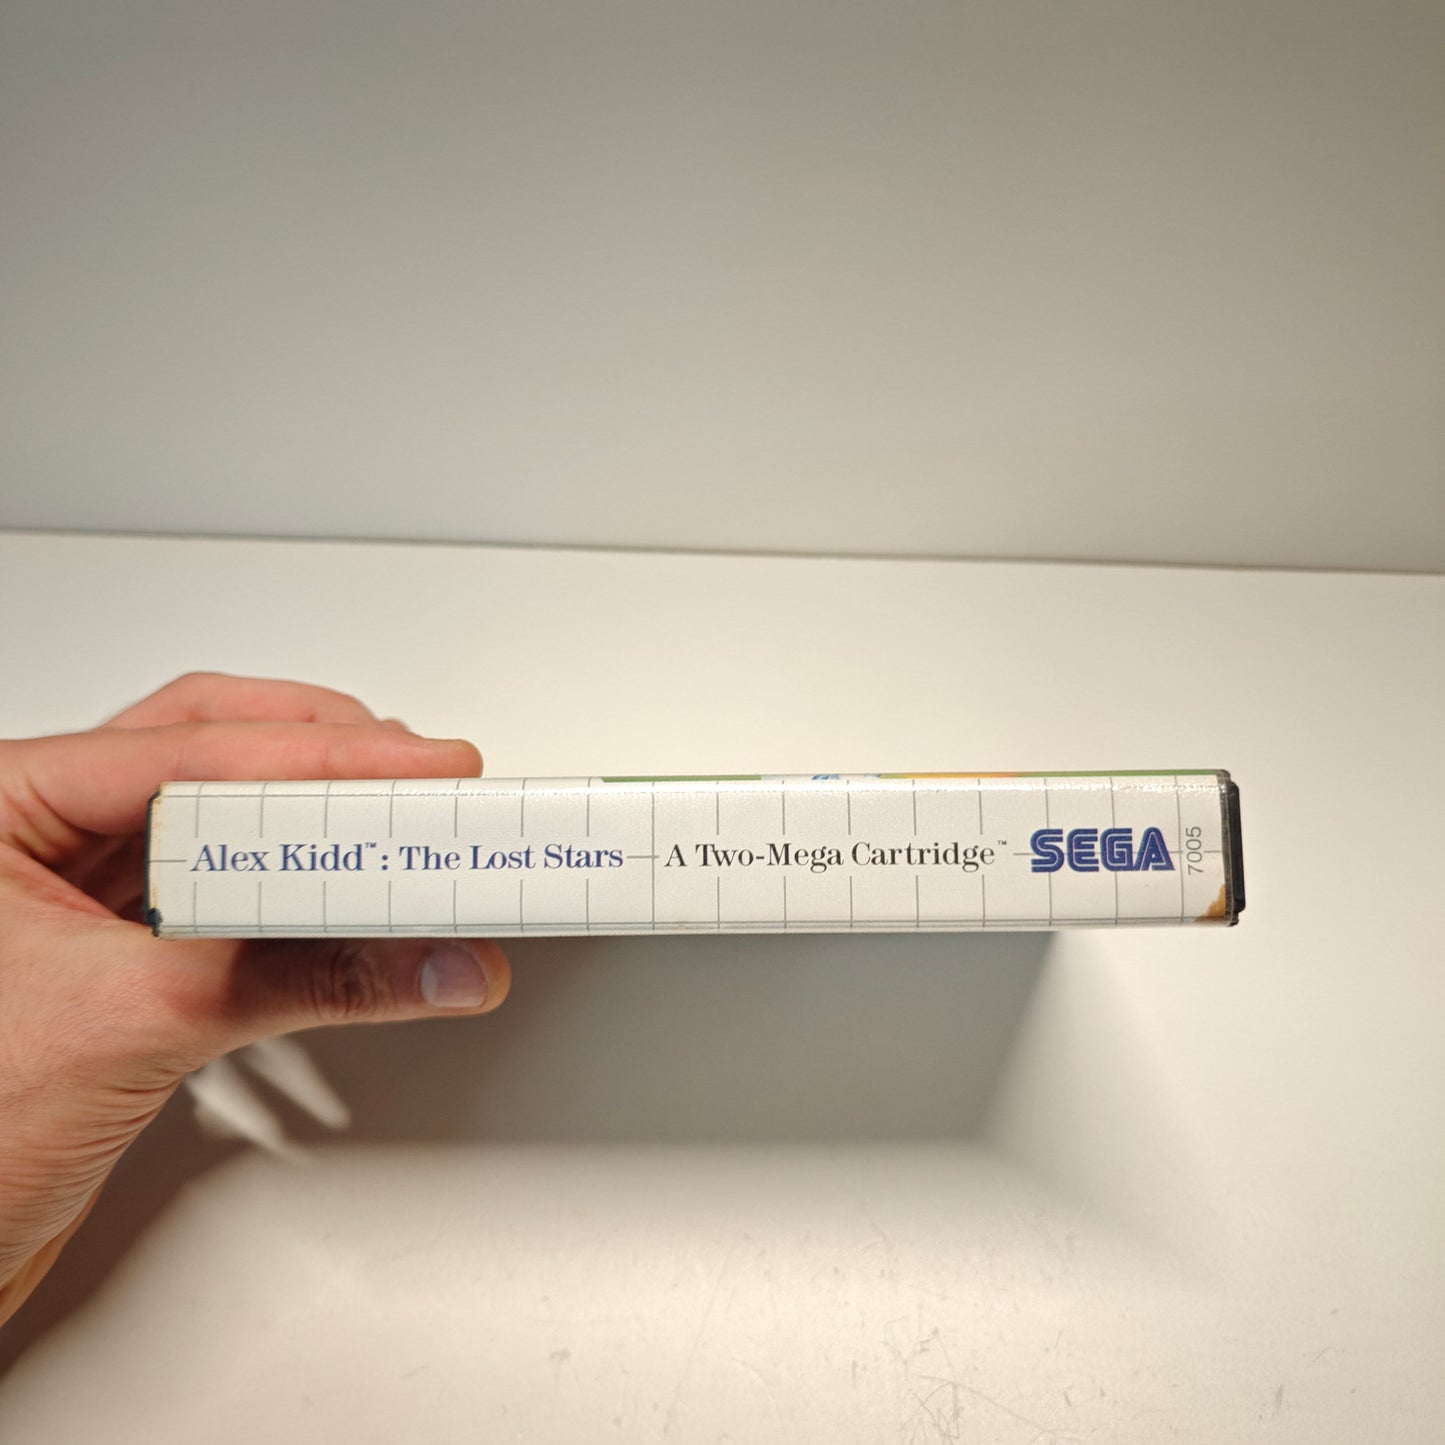 Alex Kidd™: The Lost Stars — A Two-Mega Cartridge™ SEGA
7005